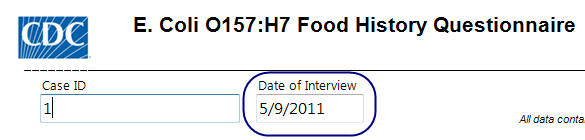 CDC
E. Coli O157:H7 Food History Questionnaire
Case ID
Date of Interview
1
5/9/2011
All data conta